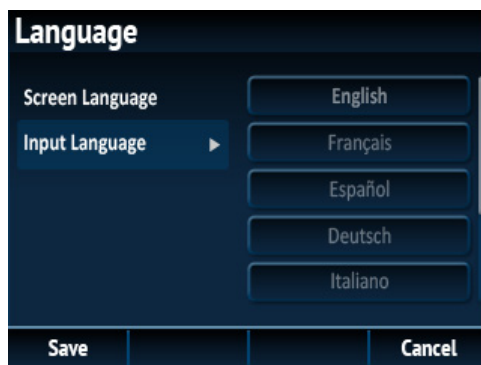 Language
Screen Language
Input Language
English
Français
Español
Deutsch
Italiano
Save
Cancel